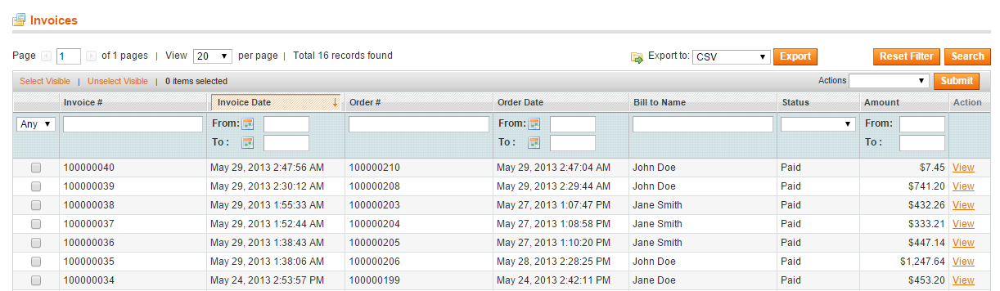 Invoices
Page 1 of 1 pages | View 20 per page | Total 16 records found Export to: CSV Export Reset Filter Search
Select Visible | Unselect Visible | 0 items selected Actions Submit
Invoice # Invoice Date ↓ Order # Order Date Bill to Name Status Amount Action
Any From: From: From:
To : To : To :
100000040 May 29, 2013 2:47:56 AM 100000210 May 29, 2013 2:47:04 AM John Doe Paid $7.45 View
100000039 May 29, 2013 2:30:12 AM 100000208 May 29, 2013 2:29:44 AM John Doe Paid $741.20 View
100000038 May 29, 2013 1:55:33 AM 100000203 May 27, 2013 1:07:47 PM Jane Smith Paid $432.26 View
100000037 May 29, 2013 1:52:44 AM 100000204 May 27, 2013 1:08:58 PM Jane Smith Paid $333.21 View
100000036 May 29, 2013 1:38:43 AM 100000205 May 27, 2013 1:10:20 PM Jane Smith Paid $447.14 View
100000035 May 29, 2013 1:38:06 AM 100000206 May 28, 2013 2:28:25 PM John Doe Paid $1,247.64 View
100000034 May 24, 2013 2:53:57 PM 100000199 May 24, 2013 2:42:11 PM Jane Doe Paid $453.20 View